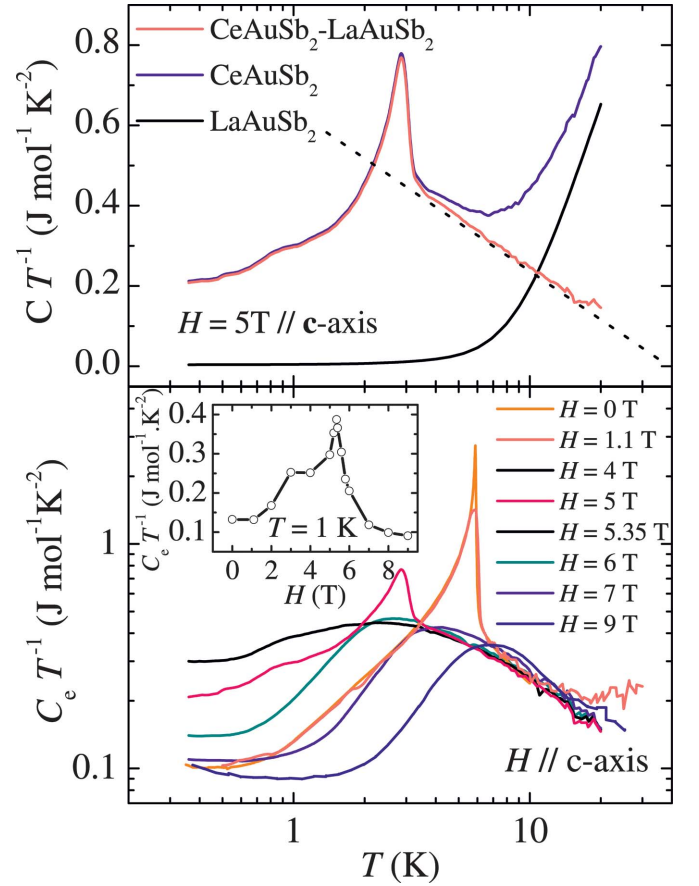 CeAuSb₂-LaAuSb₂
CeAuSb₂
LaAuSb₂
C T⁻¹ (J mol⁻¹ K⁻²)
0.8
0.6
0.4
0.2
0.0
H = 5T // c-axis
Cₑ T⁻¹ (J mol⁻¹K⁻²)
1
0.1
Cₑ T⁻¹ (J mol⁻¹.K⁻²)
0.4
0.3
0.2
0.1
T = 1 K
0 2 4 6 8
H (T)
H = 0 T
H = 1.1 T
H = 4 T
H = 5 T
H = 5.35 T
H = 6 T
H = 7 T
H = 9 T
H // c-axis
1 10
T (K)